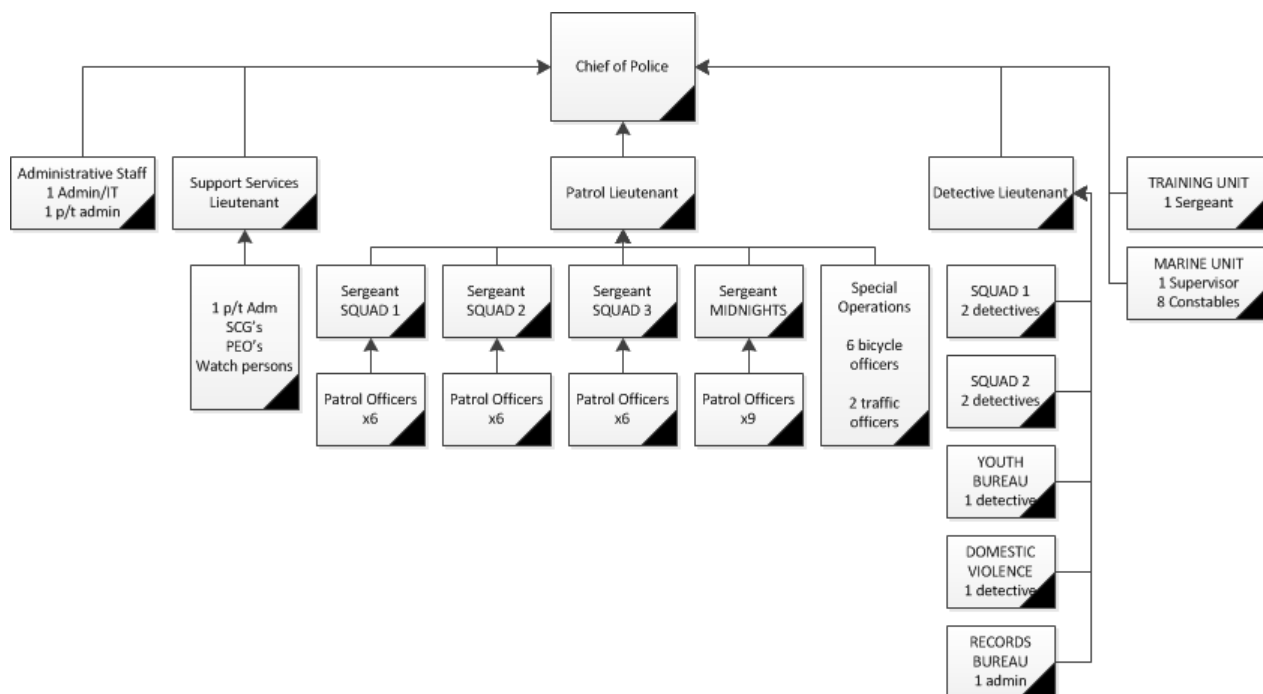 Chief of Police
Administrative Staff
1 Admin/IT
1 p/t admin
Support Services
Lieutenant
Patrol Lieutenant
Detective Lieutenant
TRAINING UNIT
1 Sergeant
MARINE UNIT
1 Supervisor
8 Constables
1 p/t Adm
SCG's
PEO's
Watch persons
Sergeant
SQUAD 1
Sergeant
SQUAD 2
Sergeant
SQUAD 3
Sergeant
MIDNIGHTS
Special
Operations
6 bicycle
officers
2 traffic
officers
Patrol Officers
x6
Patrol Officers
x6
Patrol Officers
x6
Patrol Officers
x9
SQUAD 1
2 detectives
SQUAD 2
2 detectives
YOUTH
BUREAU
1 detective
DOMESTIC
VIOLENCE
1 detective
RECORDS
BUREAU
1 admin